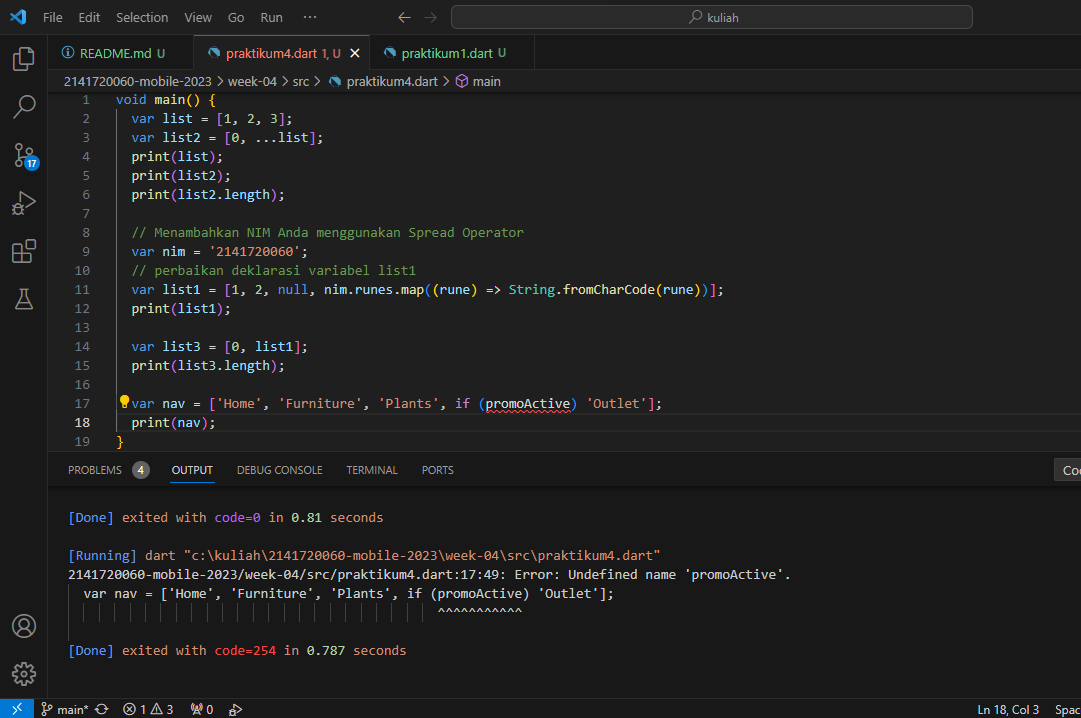 File Edit Selection View Go Run ··· ← → kuliah
README.md U praktikum4.dart 1, U × praktikum1.dart U
2141720060-mobile-2023 > week-04 > src > praktikum4.dart > main
1 void main() {
2 var list = [1, 2, 3];
3 var list2 = [0, ...list];
4 print(list);
5 print(list2);
6 print(list2.length);
7
8 // Menambahkan NIM Anda menggunakan Spread Operator
9 var nim = '2141720060';
10 // perbaikan deklarasi variabel list1
11 var list1 = [1, 2, null, nim.runes.map((rune) => String.fromCharCode(rune))];
12 print(list1);
13
14 var list3 = [0, list1];
15 print(list3.length);
16
17 var nav = ['Home', 'Furniture', 'Plants', if (promoActive) 'Outlet'];
18 print(nav);
19 }
17
PROBLEMS 4 OUTPUT DEBUG CONSOLE TERMINAL PORTS
[Done] exited with code=0 in 0.81 seconds
[Running] dart "c:\kuliah\2141720060-mobile-2023\week-04\src\praktikum4.dart"
2141720060-mobile-2023/week-04/src/praktikum4.dart:17:49: Error: Undefined name 'promoActive'.
var nav = ['Home', 'Furniture', 'Plants', if (promoActive) 'Outlet'];
^^^^^^^^^^^
[Done] exited with code=254 in 0.787 seconds
main* 1 3 0 Ln 18, Col 3